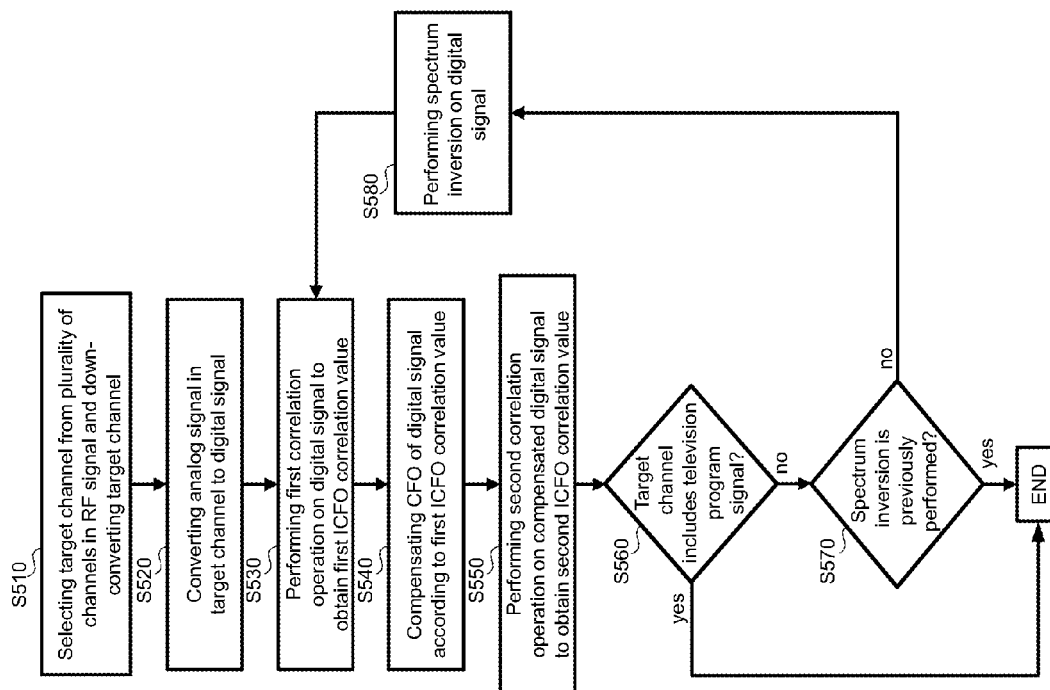 S510
Selecting target channel from plurality of
channels in RF signal and down-
converting target channel
S520
Converting analog signal in
target channel to digital signal
S530
Performing first correlation
operation on digital signal to
obtain first ICFO correlation value
S540
Compensating CFO of digital signal
according to first ICFO correlation value
S550
Performing second correlation
operation on compensated digital signal
to obtain second ICFO correlation value
S560
Target
channel
includes television
program
signal?
yes
no
S570
Spectrum
inversion is
previously
performed?
no
yes
S580
Performing spectrum
inversion on digital
signal
END